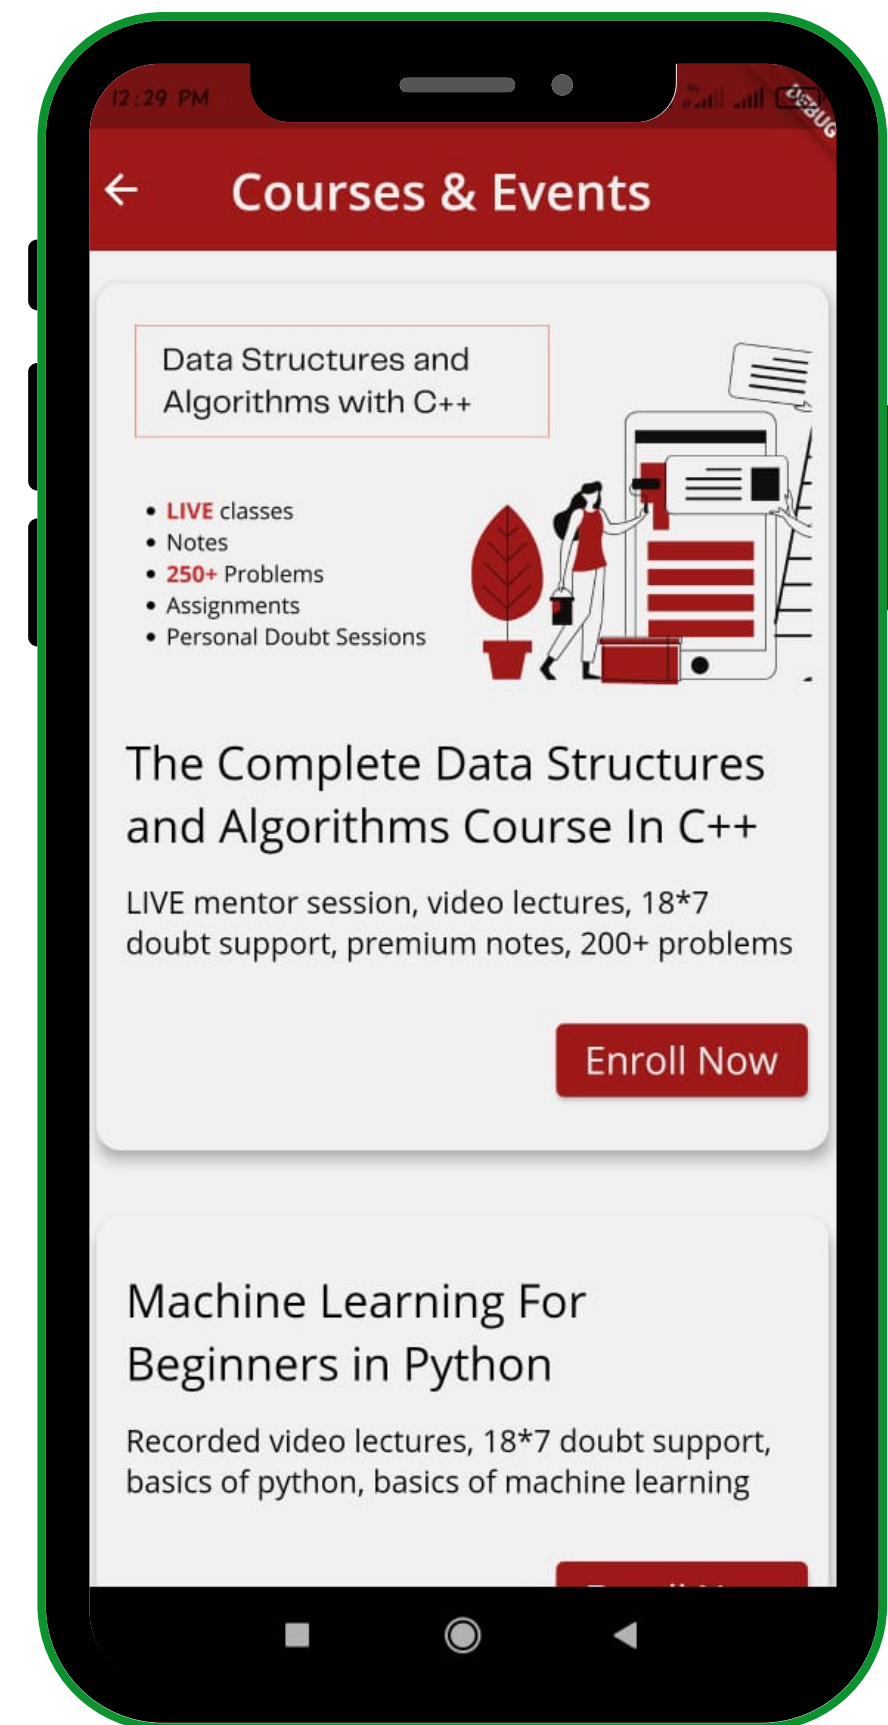 12:29 PM
DEBUG
Courses & Events
Data Structures and
Algorithms with C++
• LIVE classes
• Notes
• 250+ Problems
• Assignments
• Personal Doubt Sessions
The Complete Data Structures
and Algorithms Course In C++
LIVE mentor session, video lectures, 18*7
doubt support, premium notes, 200+ problems
Enroll Now
Machine Learning For
Beginners in Python
Recorded video lectures, 18*7 doubt support,
basics of python, basics of machine learning